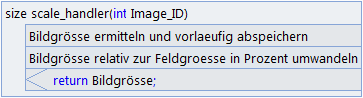 size scale_handler(int Image_ID)
Bildgrösse ermitteln und vorlaeufig abspeichern
Bildgrösse relativ zur Feldgroesse in Prozent umwandeln
return Bildgrösse;